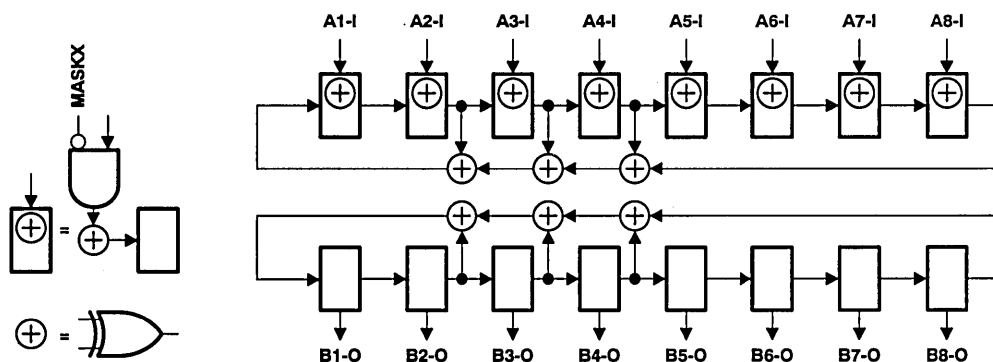 A1-I A2-I A3-I A4-I A5-I A6-I A7-I A8-I
MASKX
=
=
B1-O B2-O B3-O B4-O B5-O B6-O B7-O B8-O